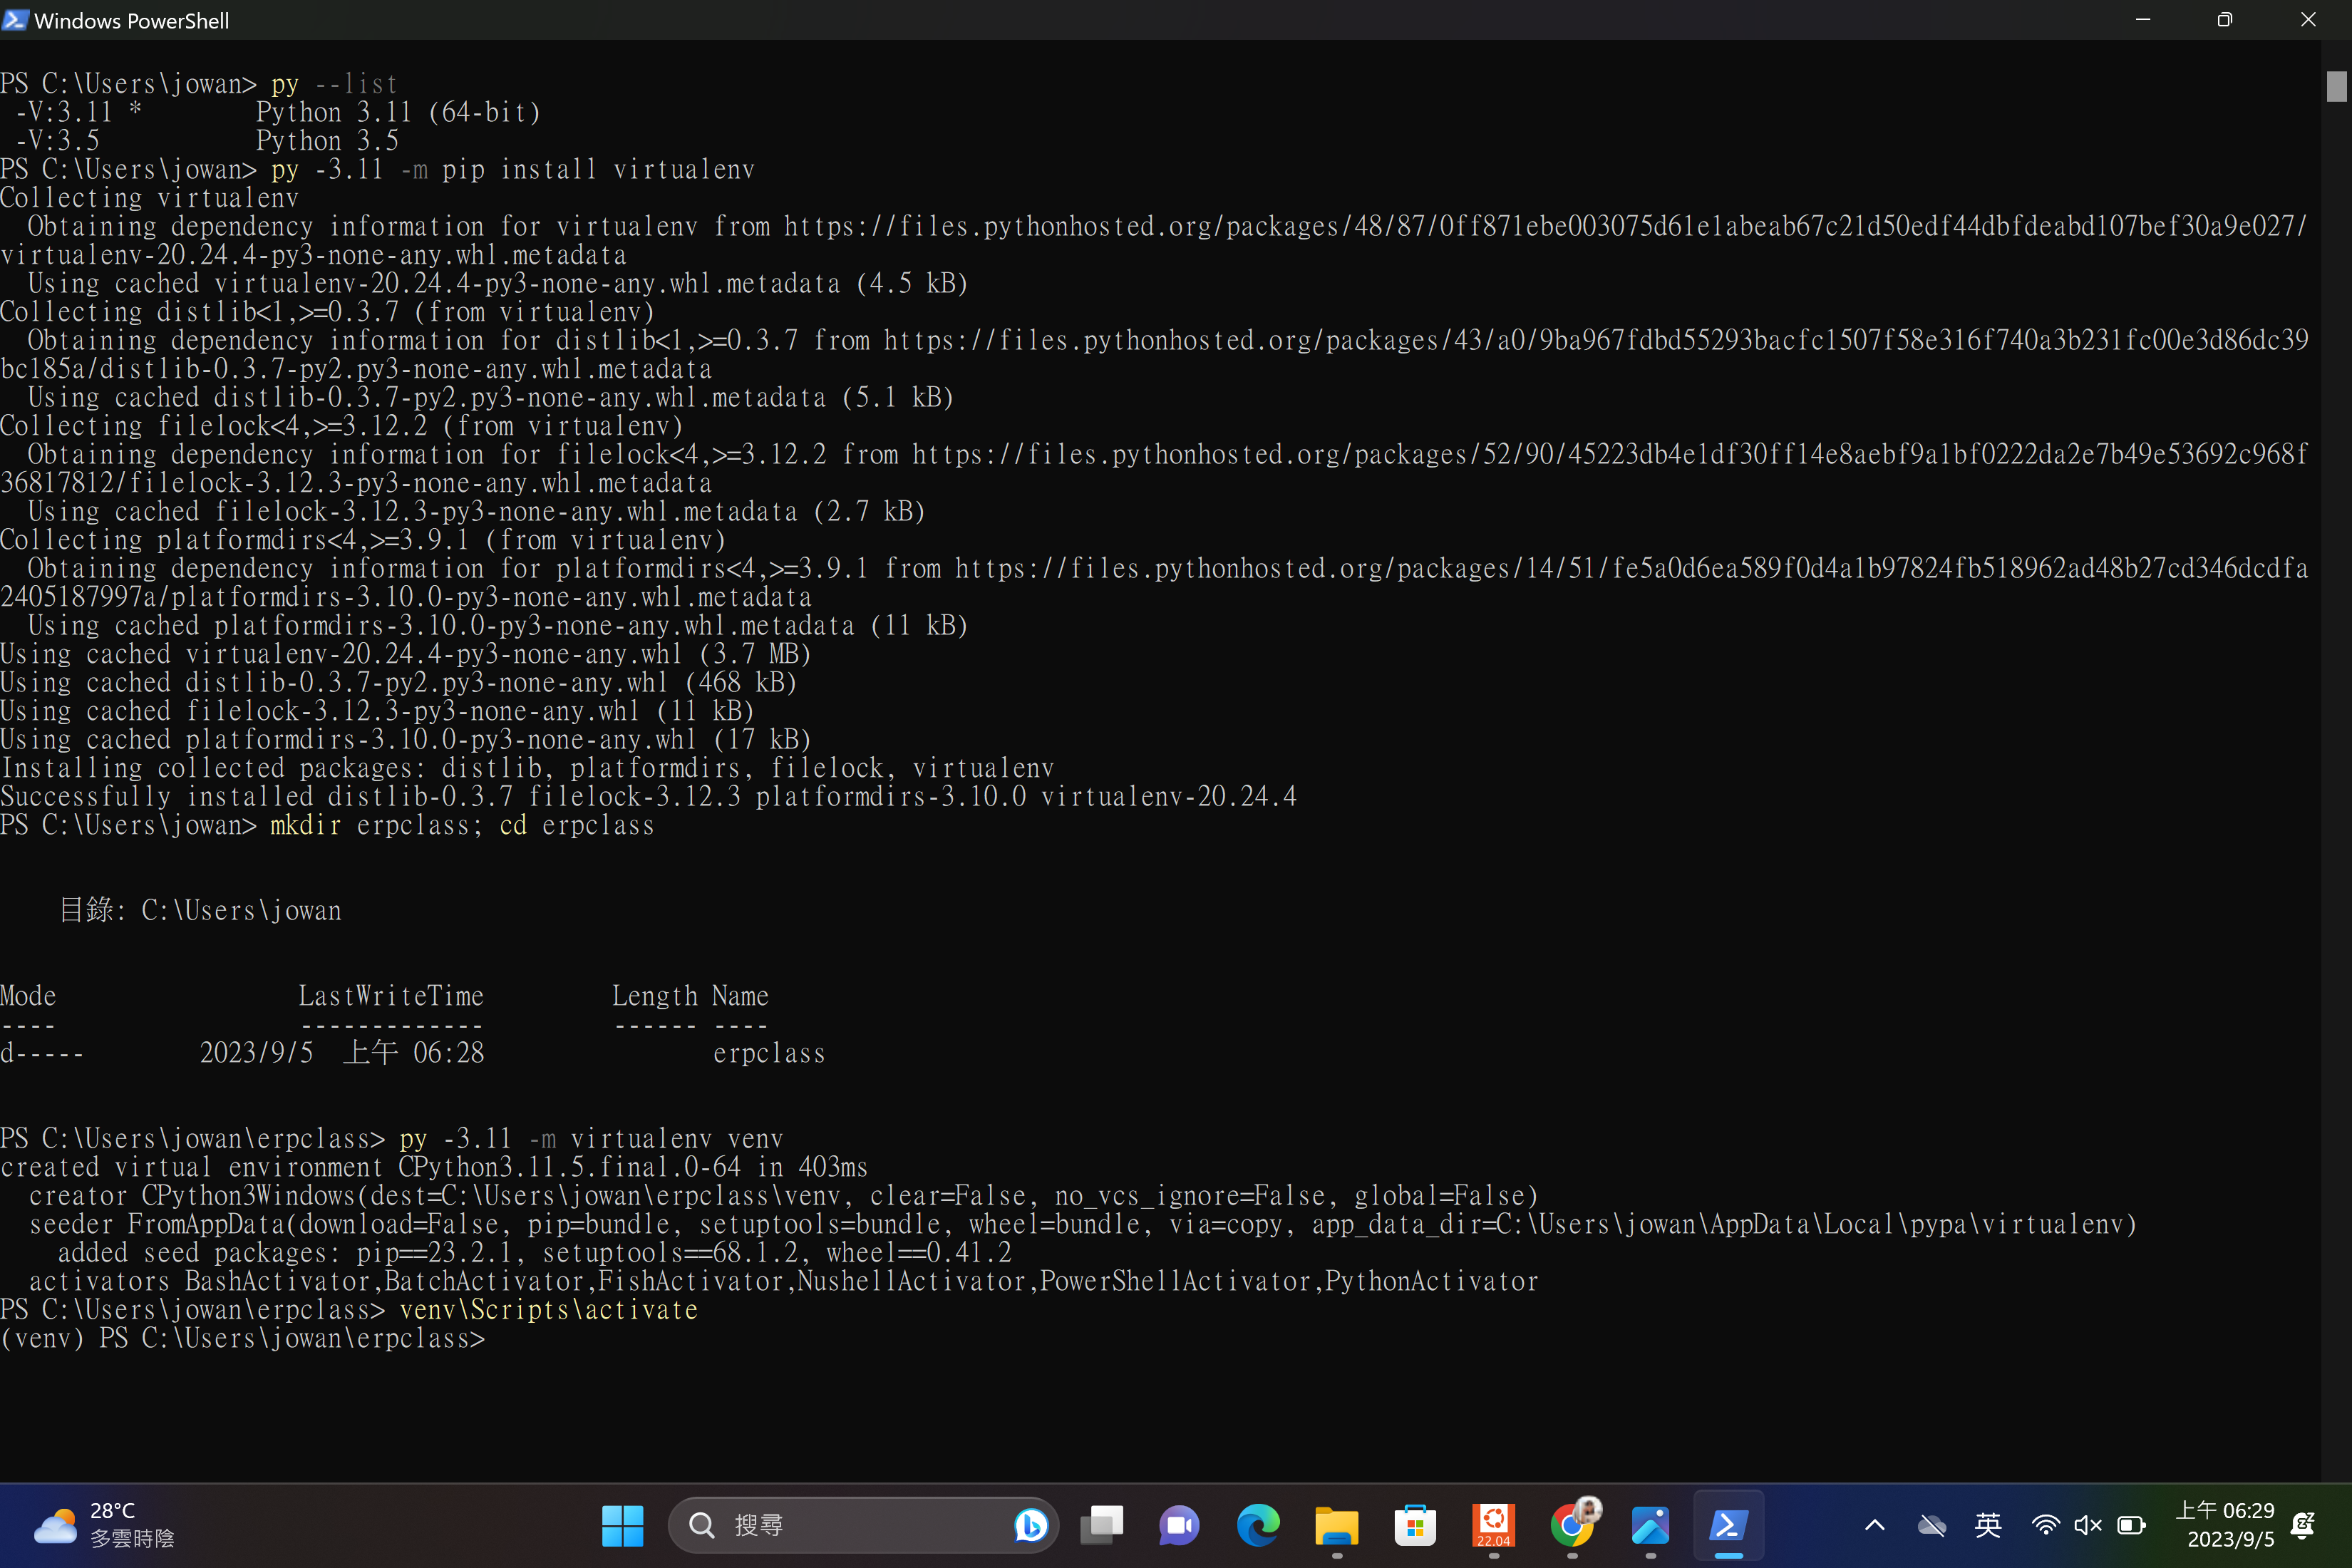 Windows PowerShell
PS C:\Users\jowan> py --list
 -V:3.11 *        Python 3.11 (64-bit)
 -V:3.5           Python 3.5
PS C:\Users\jowan> py -3.11 -m pip install virtualenv
Collecting virtualenv
  Obtaining dependency information for virtualenv from https://files.pythonhosted.org/packages/48/87/0ff871ebe003075d61e1abeab67c21d50edf44dbfdeabd107bef30a9e027/
virtualenv-20.24.4-py3-none-any.whl.metadata
  Using cached virtualenv-20.24.4-py3-none-any.whl.metadata (4.5 kB)
Collecting distlib<1,>=0.3.7 (from virtualenv)
  Obtaining dependency information for distlib<1,>=0.3.7 from https://files.pythonhosted.org/packages/43/a0/9ba967fdbd55293bacfc1507f58e316f740a3b231fc00e3d86dc39
bc185a/distlib-0.3.7-py2.py3-none-any.whl.metadata
  Using cached distlib-0.3.7-py2.py3-none-any.whl.metadata (5.1 kB)
Collecting filelock<4,>=3.12.2 (from virtualenv)
  Obtaining dependency information for filelock<4,>=3.12.2 from https://files.pythonhosted.org/packages/52/90/45223db4e1df30ff14e8aebf9a1bf0222da2e7b49e53692c968f
36817812/filelock-3.12.3-py3-none-any.whl.metadata
  Using cached filelock-3.12.3-py3-none-any.whl.metadata (2.7 kB)
Collecting platformdirs<4,>=3.9.1 (from virtualenv)
  Obtaining dependency information for platformdirs<4,>=3.9.1 from https://files.pythonhosted.org/packages/14/51/fe5a0d6ea589f0d4a1b97824fb518962ad48b27cd346dcdfa
2405187997a/platformdirs-3.10.0-py3-none-any.whl.metadata
  Using cached platformdirs-3.10.0-py3-none-any.whl.metadata (11 kB)
Using cached virtualenv-20.24.4-py3-none-any.whl (3.7 MB)
Using cached distlib-0.3.7-py2.py3-none-any.whl (468 kB)
Using cached filelock-3.12.3-py3-none-any.whl (11 kB)
Using cached platformdirs-3.10.0-py3-none-any.whl (17 kB)
Installing collected packages: distlib, platformdirs, filelock, virtualenv
Successfully installed distlib-0.3.7 filelock-3.12.3 platformdirs-3.10.0 virtualenv-20.24.4
PS C:\Users\jowan> mkdir erpclass; cd erpclass
    目錄: C:\Users\jowan
Mode                 LastWriteTime         Length Name
----                 -------------         ------ ----
d-----        2023/9/5  上午 06:28                erpclass
PS C:\Users\jowan\erpclass> py -3.11 -m virtualenv venv
created virtual environment CPython3.11.5.final.0-64 in 403ms
  creator CPython3Windows(dest=C:\Users\jowan\erpclass\venv, clear=False, no_vcs_ignore=False, global=False)
  seeder FromAppData(download=False, pip=bundle, setuptools=bundle, wheel=bundle, via=copy, app_data_dir=C:\Users\jowan\AppData\Local\pypa\virtualenv)
    added seed packages: pip==23.2.1, setuptools==68.1.2, wheel==0.41.2
  activators BashActivator,BatchActivator,FishActivator,NushellActivator,PowerShellActivator,PythonActivator
PS C:\Users\jowan\erpclass> venv\Scripts\activate
(venv) PS C:\Users\jowan\erpclass>
28°C
多雲時陰
搜尋
22.04
英
上午 06:29
2023/9/5